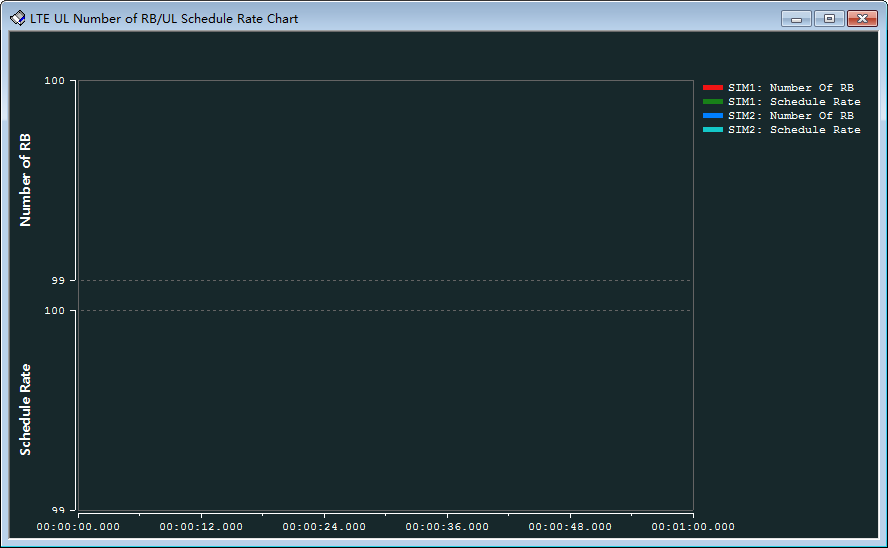 LTE UL Number of RB/UL Schedule Rate Chart
100
SIM1: Number Of RB
SIM1: Schedule Rate
SIM2: Number Of RB
SIM2: Schedule Rate
Number of RB
99
100
Schedule Rate
99
00:00:00.000 00:00:12.000 00:00:24.000 00:00:36.000 00:00:48.000 00:01:00.000